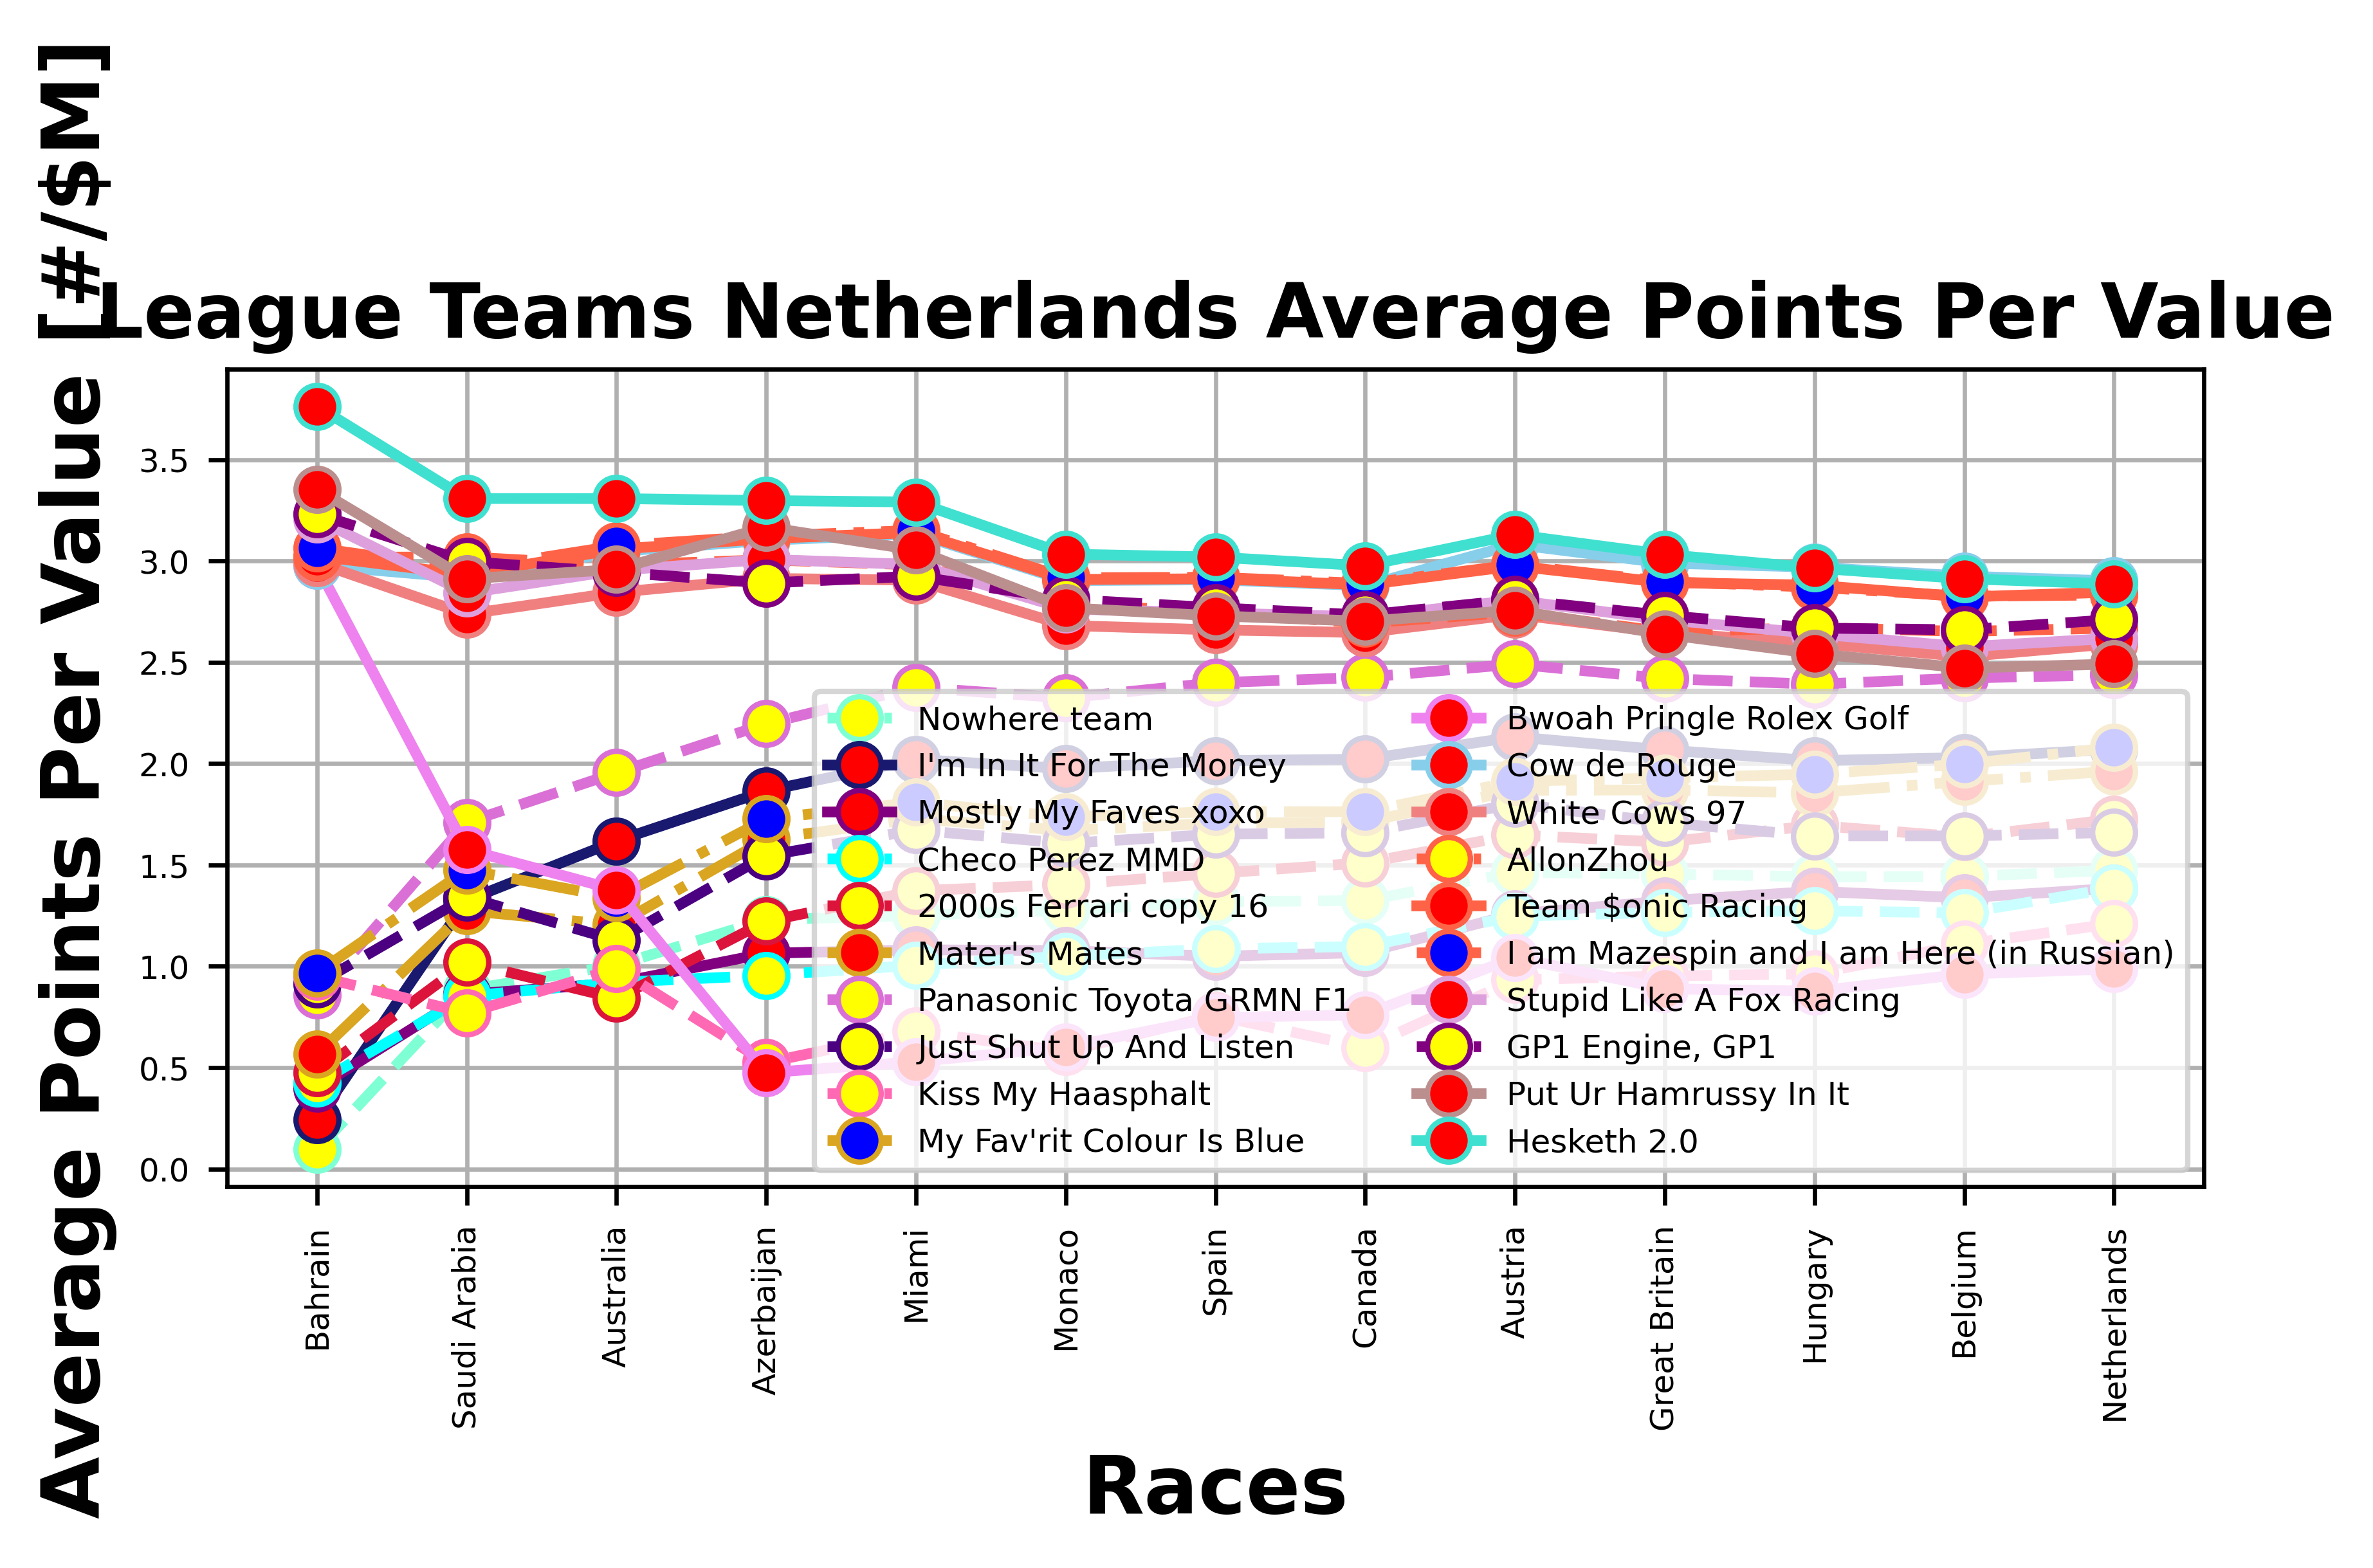 League Teams Netherlands Average Points Per Value
Average Points Per Value [#/$M]
3.5
3.0
2.5
2.0
1.5
1.0
0.5
0.0
Nowhere team
I'm In It For The Money
Mostly My Faves xoxo
Checo Perez MMD
2000s Ferrari copy 16
Mater's Mates
Panasonic Toyota GRMN F1
Just Shut Up And Listen
Kiss My Haasphalt
My Fav'rit Colour Is Blue
Bwoah Pringle Rolex Golf
Cow de Rouge
White Cows 97
AllonZhou
Team $onic Racing
I am Mazespin and I am Here (in Russian)
Stupid Like A Fox Racing
GP1 Engine, GP1
Put Ur Hamrussy In It
Hesketh 2.0
Bahrain
Saudi Arabia
Australia
Azerbaijan
Miami
Monaco
Spain
Canada
Austria
Great Britain
Hungary
Belgium
Netherlands
Races